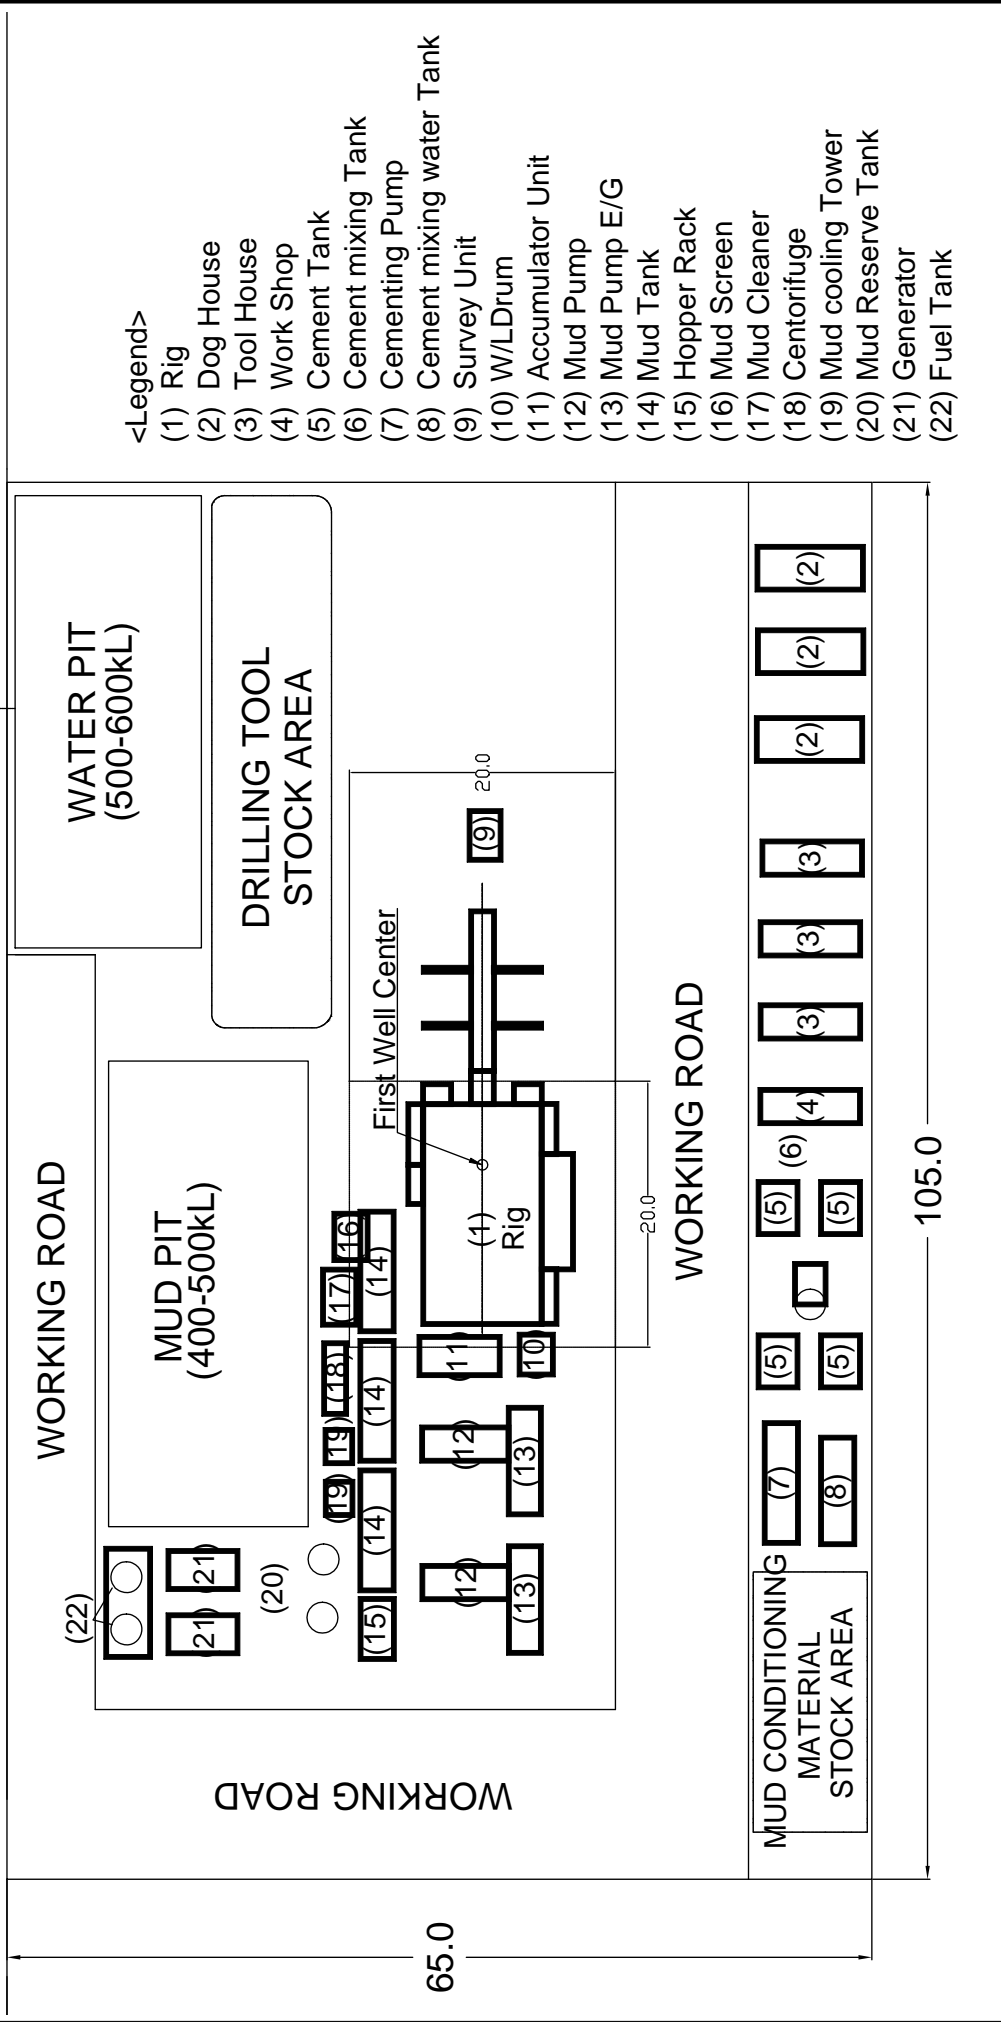 WORKING ROAD
WATER PIT
(500-600kL)
MUD PIT
(400-500kL)
DRILLING TOOL
STOCK AREA
(22)
(21)
(21)
(20)
(19)
(19)
(18)
(17)
(16)
(15)
(14)
(14)
(14)
First Well Center
(12)
(12)
(11)
(13)
(13)
(10)
(1)
Rig
(9)
20.0
20.0
WORKING ROAD
WORKING ROAD
MUD CONDITIONING
MATERIAL
STOCK AREA
(7)
(8)
(5)
(5)
(5)
(5)
(6)
(4)
(3)
(3)
(3)
(2)
(2)
(2)
105.0
65.0
<Legend>
(1) Rig
(2) Dog House
(3) Tool House
(4) Work Shop
(5) Cement Tank
(6) Cement mixing Tank
(7) Cementing Pump
(8) Cement mixing water Tank
(9) Survey Unit
(10) W/LDrum
(11) Accumulator Unit
(12) Mud Pump
(13) Mud Pump E/G
(14) Mud Tank
(15) Hopper Rack
(16) Mud Screen
(17) Mud Cleaner
(18) Centorifuge
(19) Mud cooling Tower
(20) Mud Reserve Tank
(21) Generator
(22) Fuel Tank